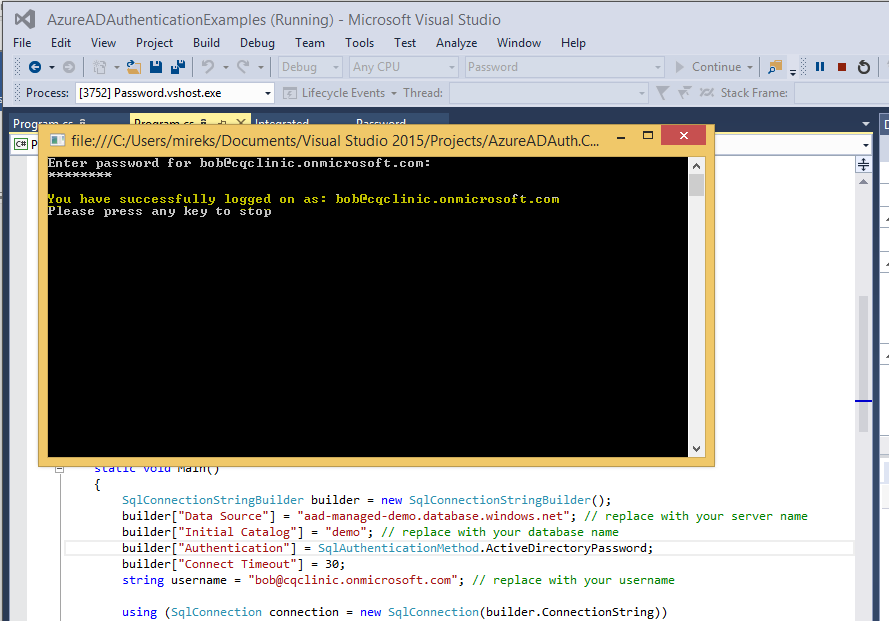 AzureADAuthenticationExamples (Running) - Microsoft Visual Studio
File Edit View Project Build Debug Team Tools Test Analyze Window Help
Debug Any CPU Password Continue
Process: [3752] Password.vshost.exe Lifecycle Events Thread: Stack Frame:
Program.cs Program.cs Integrated Password
C#
file:///C:/Users/mireks/Documents/Visual Studio 2015/Projects/AzureADAuth.C...
Enter password for bob@cqclinic.onmicrosoft.com:
********
You have successfully logged on as: bob@cqclinic.onmicrosoft.com
Please press any key to stop
static void Main()
{
SqlConnectionStringBuilder builder = new SqlConnectionStringBuilder();
builder["Data Source"] = "aad-managed-demo.database.windows.net"; // replace with your server name
builder["Initial Catalog"] = "demo"; // replace with your database name
builder["Authentication"] = SqlAuthenticationMethod.ActiveDirectoryPassword;
builder["Connect Timeout"] = 30;
string username = "bob@cqclinic.onmicrosoft.com"; // replace with your username
using (SqlConnection connection = new SqlConnection(builder.ConnectionString))